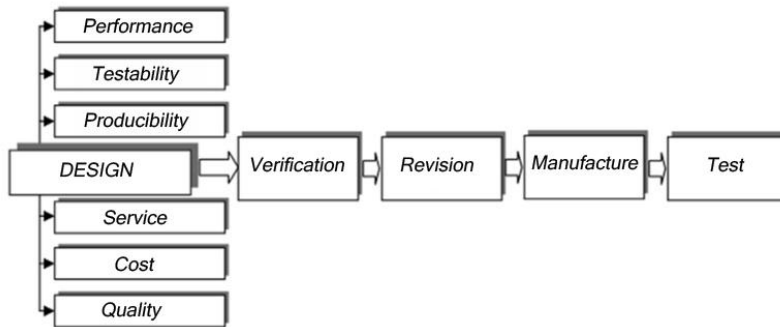 Performance
Testability
Producibility
DESIGN
Verification
Revision
Manufacture
Test
Service
Cost
Quality